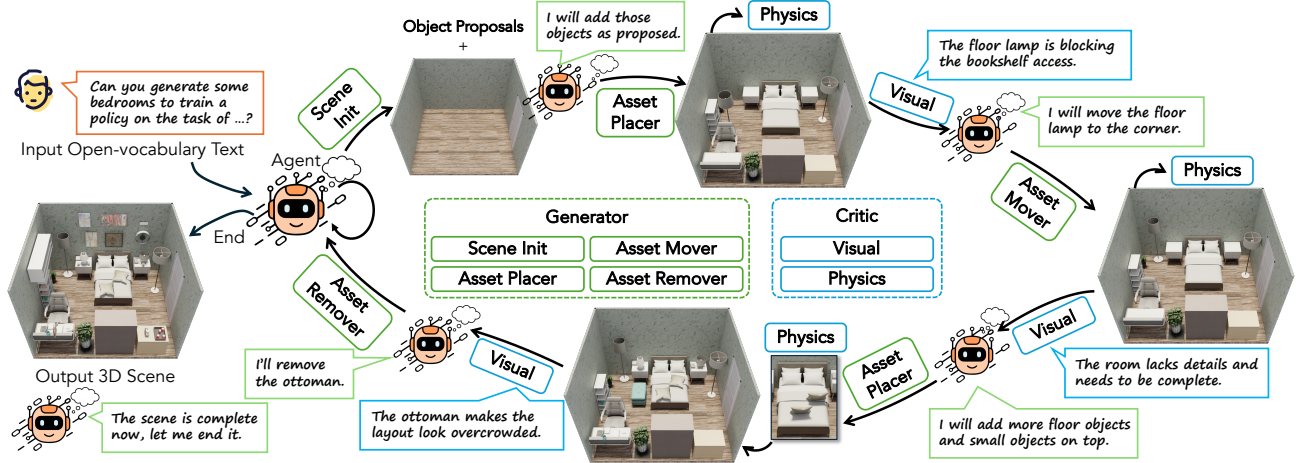 Can you generate some
bedrooms to train a
policy on the task of ...?
Input Open-vocabulary Text
Agent
End
Scene
Init
Object Proposals
+
I will add those
objects as proposed.
Asset
Placer
Physics
Visual
The floor lamp is blocking
the bookshelf access.
I will move the floor
lamp to the corner.
Asset
Mover
Physics
Generator
Scene Init
Asset Mover
Asset Placer
Asset Remover
Critic
Visual
Physics
Visual
The room lacks details and
needs to be complete.
Asset
Placer
I will add more floor objects
and small objects on top.
Physics
Visual
The ottoman makes the
layout look overcrowded.
I'll remove
the ottoman.
Asset
Remover
Output 3D Scene
The scene is complete
now, let me end it.